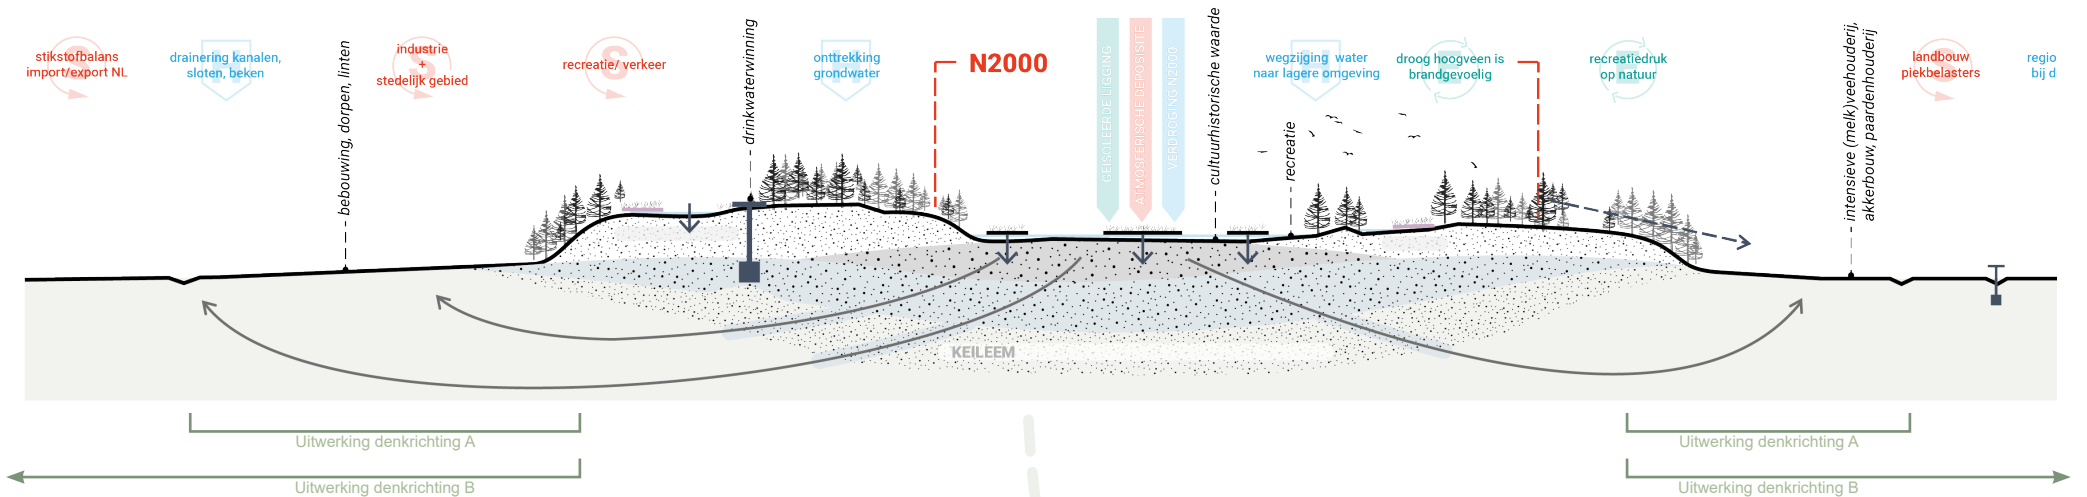 stikstofbalans
import/export NL
S
drainering kanalen,
sloten, beken
H
bebouwing, dorpen, linten
industrie
+
stedelijk gebied
S
recreatie/ verkeer
S
drinkwaterwinning
onttrekking
grondwater
H
N2000
GEISOLEERDE LIGGING
ATMOSFERISCHE DEPOSITIE
VERDROGING N2000
cultuurhistorische waarde
wegzijging water
naar lagere omgeving
H
recreatie
droog hoogveen is
brandgevoelig
E
recreatiedruk
op natuur
E
intensieve (melk)veehouderij,
akkerbouw, paardenhouderij
landbouw
piekbelasters
S
regio
bij d
KEILEEM
Uitwerking denkrichting A
Uitwerking denkrichting A
Uitwerking denkrichting B
Uitwerking denkrichting B